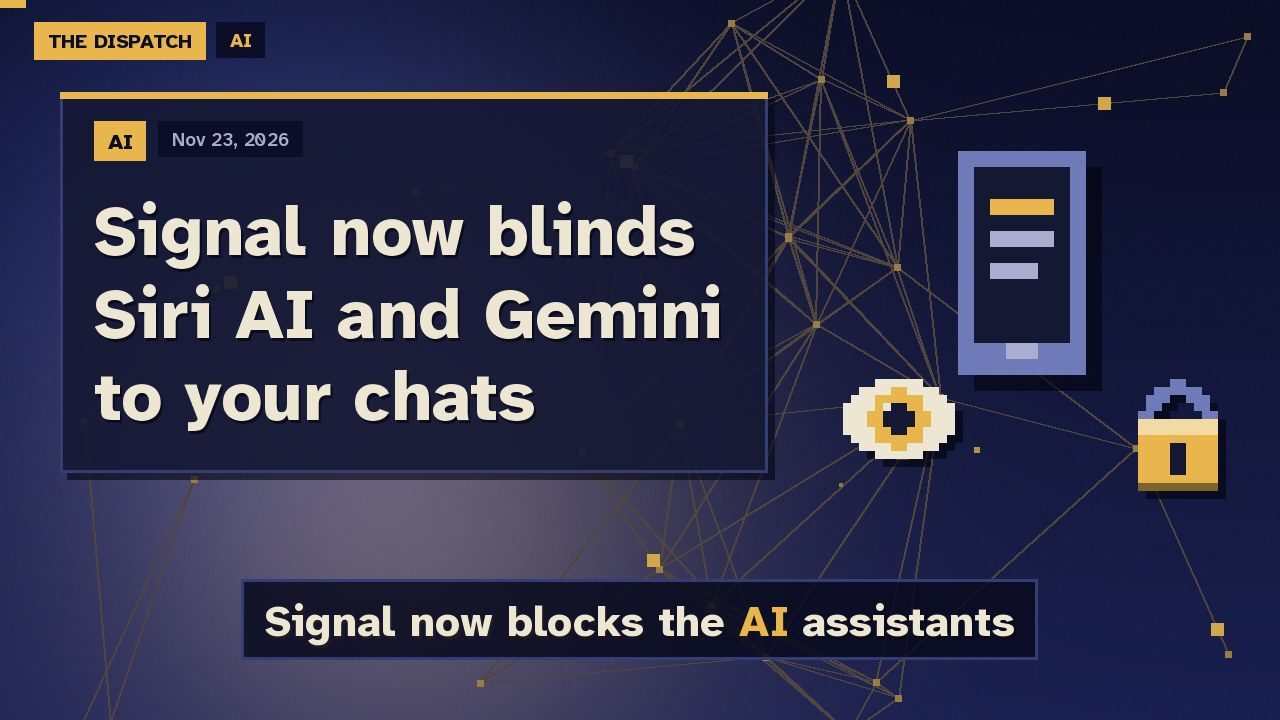 THE DISPATCH
AI
AI
Nov 23, 2026
Signal now blinds
Siri AI and Gemini
to your chats
Signal now blocks the AI assistants